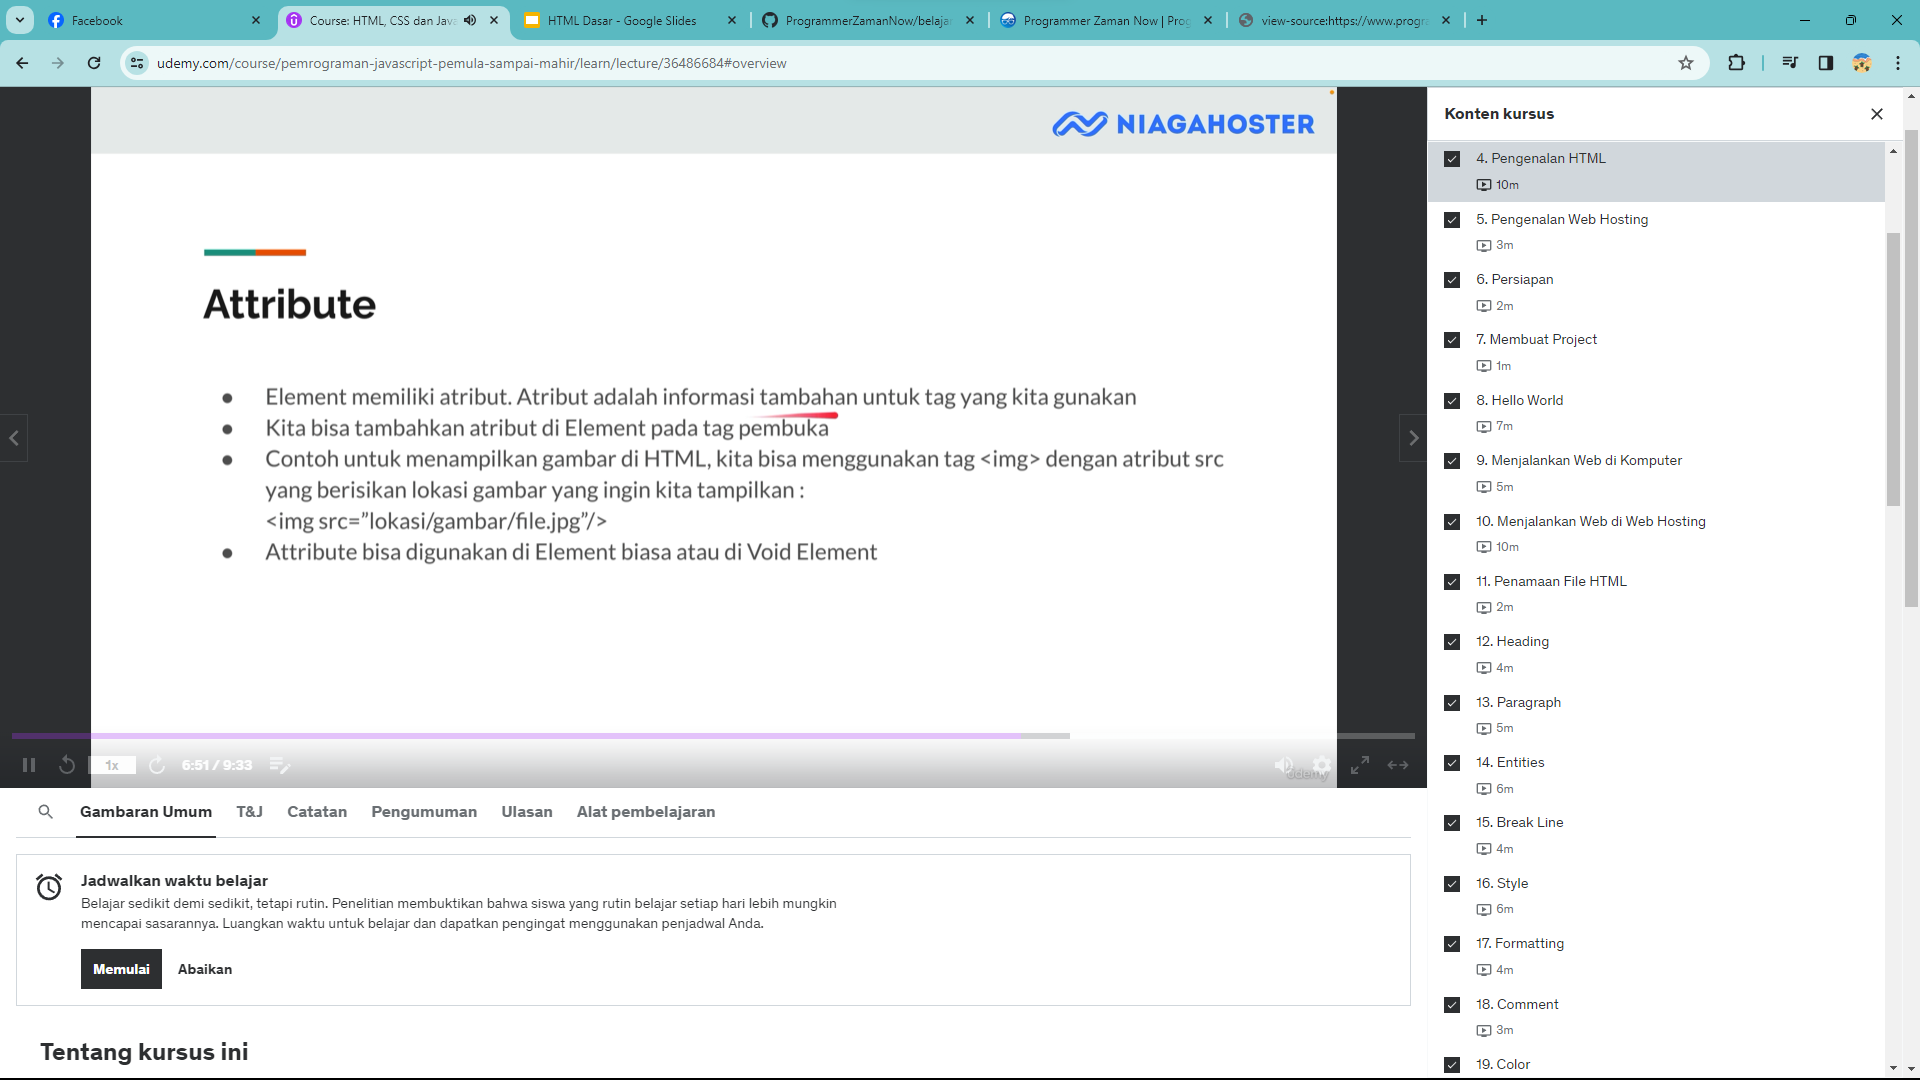 Facebook
Course: HTML, CSS dan Java
HTML Dasar - Google Slides
ProgrammerZamanNow/belaja
Programmer Zaman Now | Prog
view-source:https://www.progra
udemy.com/course/pemrograman-javascript-pemula-sampai-mahir/learn/lecture/36486684#overview
NIAGAHOSTER
Attribute
● Element memiliki atribut. Atribut adalah informasi tambahan untuk tag yang kita gunakan
● Kita bisa tambahkan atribut di Element pada tag pembuka
● Contoh untuk menampilkan gambar di HTML, kita bisa menggunakan tag <img> dengan atribut src
yang berisikan lokasi gambar yang ingin kita tampilkan :
<img src=”lokasi/gambar/file.jpg”/>
● Attribute bisa digunakan di Element biasa atau di Void Element
1x
6:51 / 9:33
udemy
Gambaran Umum
T&J
Catatan
Pengumuman
Ulasan
Alat pembelajaran
Jadwalkan waktu belajar
Belajar sedikit demi sedikit, tetapi rutin. Penelitian membuktikan bahwa siswa yang rutin belajar setiap hari lebih mungkin
mencapai sasarannya. Luangkan waktu untuk belajar dan dapatkan pengingat menggunakan penjadwal Anda.
Memulai
Abaikan
Tentang kursus ini
Konten kursus
4. Pengenalan HTML
10m
5. Pengenalan Web Hosting
3m
6. Persiapan
2m
7. Membuat Project
1m
8. Hello World
7m
9. Menjalankan Web di Komputer
5m
10. Menjalankan Web di Web Hosting
10m
11. Penamaan File HTML
2m
12. Heading
4m
13. Paragraph
5m
14. Entities
6m
15. Break Line
4m
16. Style
6m
17. Formatting
4m
18. Comment
3m
19. Color